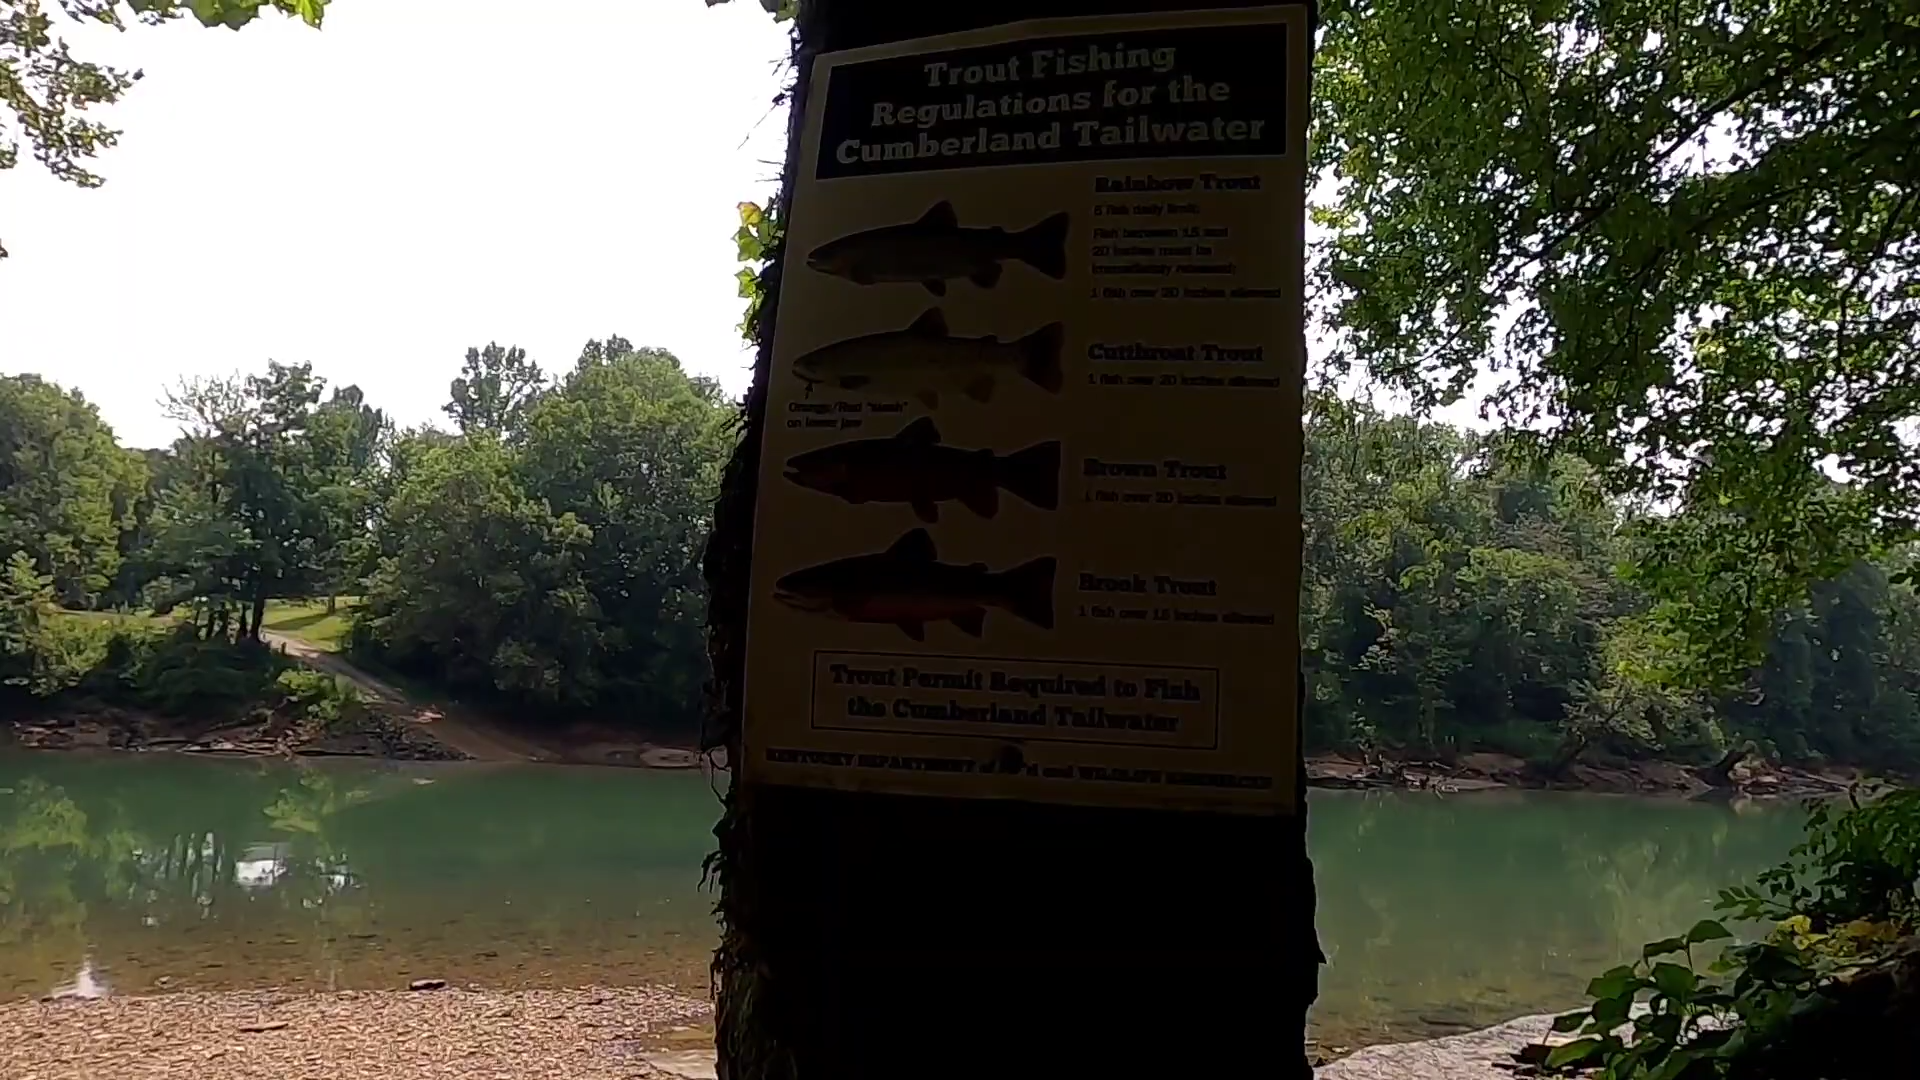 Trout Fishing
Regulations for the
Cumberland Tailwater
Rainbow Trout
5 fish daily limit;
Fish between 15 and
20 inches must be
immediately released;
1 fish over 20 inches allowed
Cutthroat Trout
1 fish over 20 inches allowed
Orange/Red "slash"
on lower jaw
Brown Trout
1 fish over 20 inches allowed
Brook Trout
1 fish over 15 inches allowed
Trout Permit Required to Fish
the Cumberland Tailwater
KENTUCKY DEPARTMENT of and WILDLIFE RESOURCES